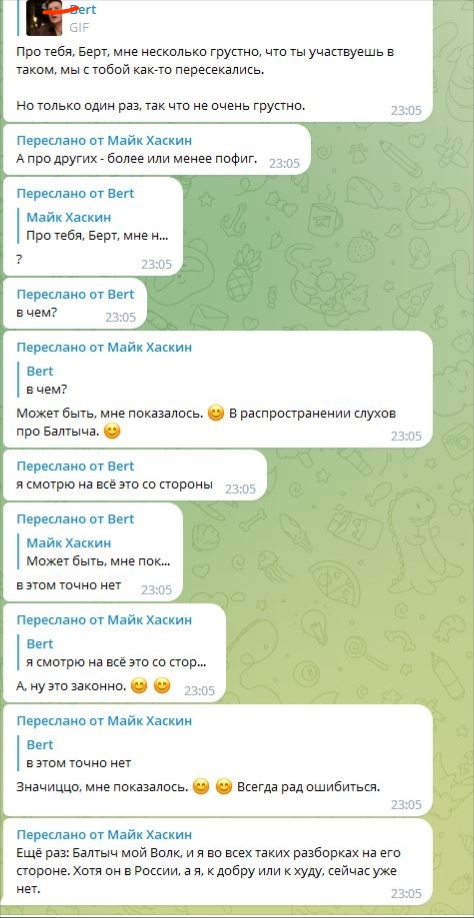 Bert
GIF
Про тебя, Берт, мне несколько грустно, что ты участвуешь в
таком, мы с тобой как-то пересекались.
Но только один раз, так что не очень грустно.
23:05
Переслано от Майк Хаскин
А про других - более или менее пофиг. 23:05
Переслано от Bert
Майк Хаскин
Про тебя, Берт, мне н...
?
23:05
Переслано от Bert
в чем? 23:05
Переслано от Майк Хаскин
Bert
в чем?
Может быть, мне показалось. 😊 В распространении слухов
про Балтыча. 😊
23:05
Переслано от Bert
я смотрю на всё это со стороны 23:05
Переслано от Bert
Майк Хаскин
Может быть, мне пок...
в этом точно нет 23:05
Переслано от Майк Хаскин
Bert
я смотрю на всё это со стор...
А, ну это законно. 😊 😊 23:05
Переслано от Майк Хаскин
Bert
в этом точно нет
Значиццо, мне показалось. 😊 😊 Всегда рад ошибиться.
23:05
Переслано от Майк Хаскин
Ещё раз: Балтыч мой Волк, и я во всех таких разборках на его
стороне. Хотя он в России, а я, к добру или к худу, сейчас уже
нет.
23:05